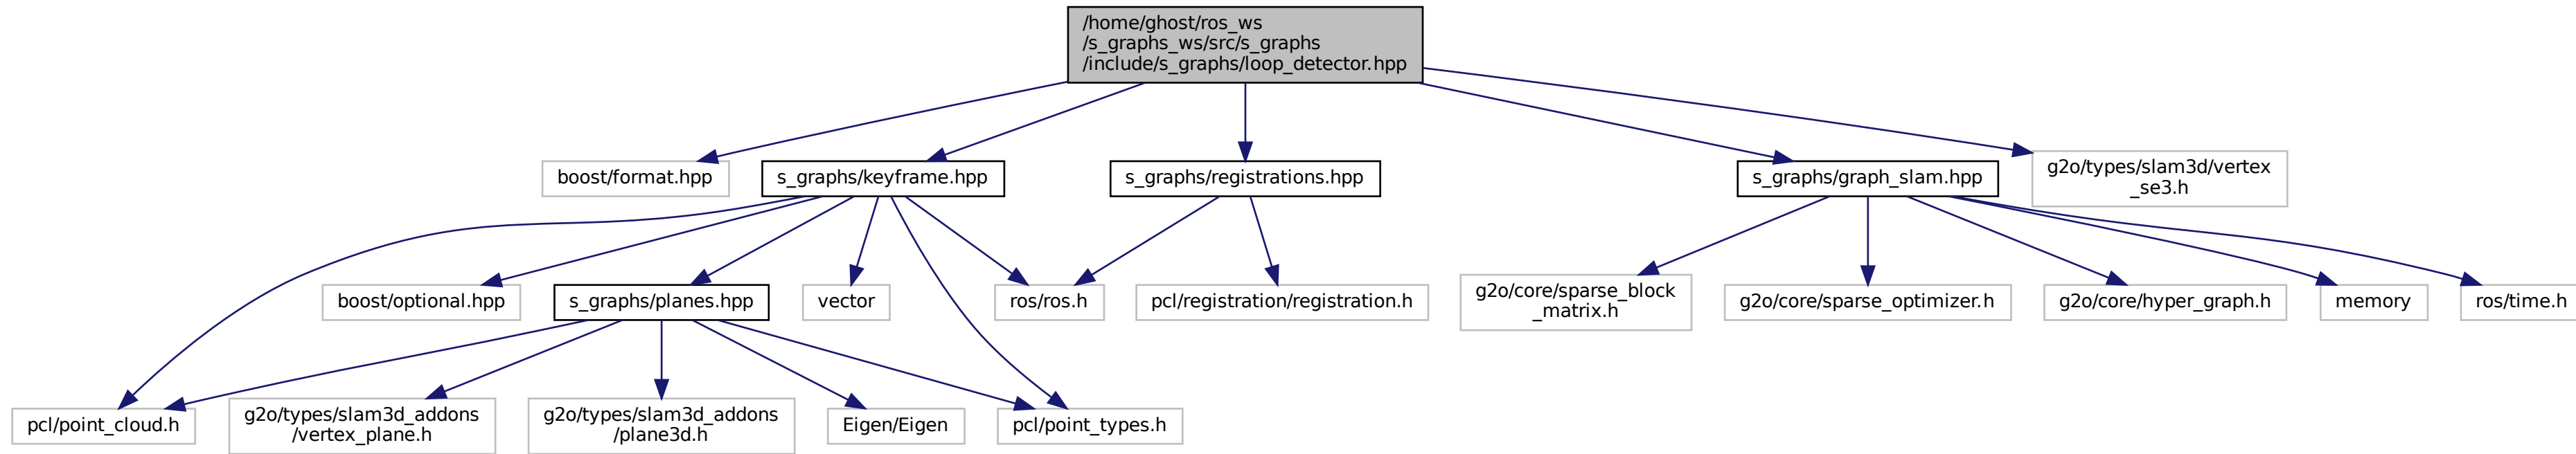 /home/ghost/ros_ws
/s_graphs_ws/src/s_graphs
/include/s_graphs/loop_detector.hpp
boost/format.hpp
s_graphs/keyframe.hpp
s_graphs/registrations.hpp
s_graphs/graph_slam.hpp
g2o/types/slam3d/vertex
_se3.h
boost/optional.hpp
s_graphs/planes.hpp
vector
ros/ros.h
pcl/registration/registration.h
g2o/core/sparse_block
_matrix.h
g2o/core/sparse_optimizer.h
g2o/core/hyper_graph.h
memory
ros/time.h
pcl/point_cloud.h
g2o/types/slam3d_addons
/vertex_plane.h
g2o/types/slam3d_addons
/plane3d.h
Eigen/Eigen
pcl/point_types.h